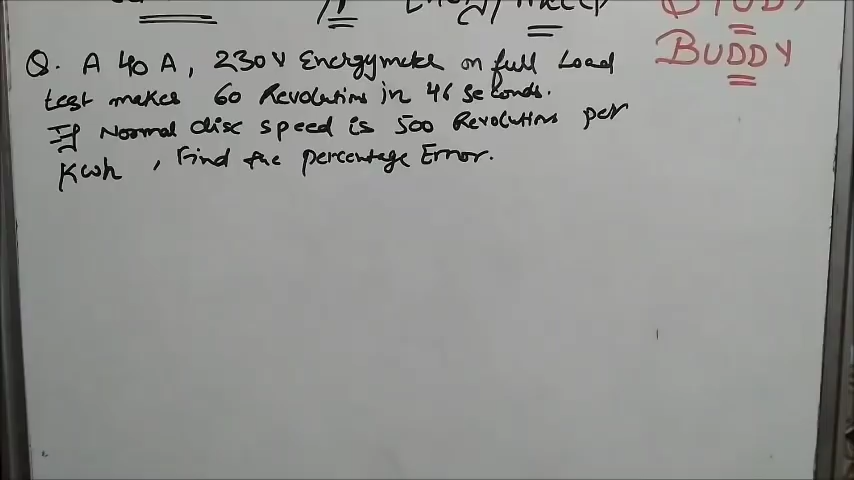 BUDDY
Q. A 40 A, 230 V Energymeter on full Load
test makes 60 Revolutions in 46 Seconds.
If Normal disc speed is 500 Revolutions per
Kwh, Find the percentage Error.